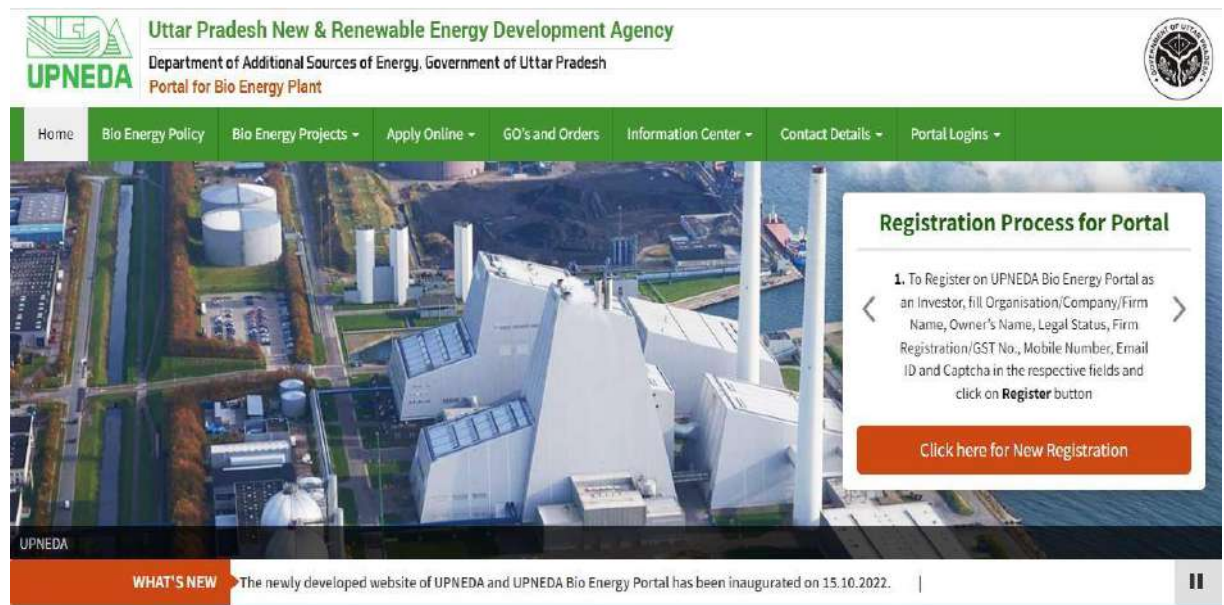 UPNEDA
Uttar Pradesh New & Renewable Energy Development Agency
Department of Additional Sources of Energy, Government of Uttar Pradesh
Portal for Bio Energy Plant
GOVERNMENT OF UTTAR PRADESH
Home Bio Energy Policy Bio Energy Projects Apply Online GO's and Orders Information Center Contact Details Portal Logins
Registration Process for Portal
1. To Register on UPNEDA Bio Energy Portal as
an Investor, fill Organisation/Company/Firm
Name, Owner's Name, Legal Status, Firm
Registration/GST No., Mobile Number, Email
ID and Captcha in the respective fields and
click on Register button
Click here for New Registration
UPNEDA
WHAT'S NEW The newly developed website of UPNEDA and UPNEDA Bio Energy Portal has been inaugurated on 15.10.2022.